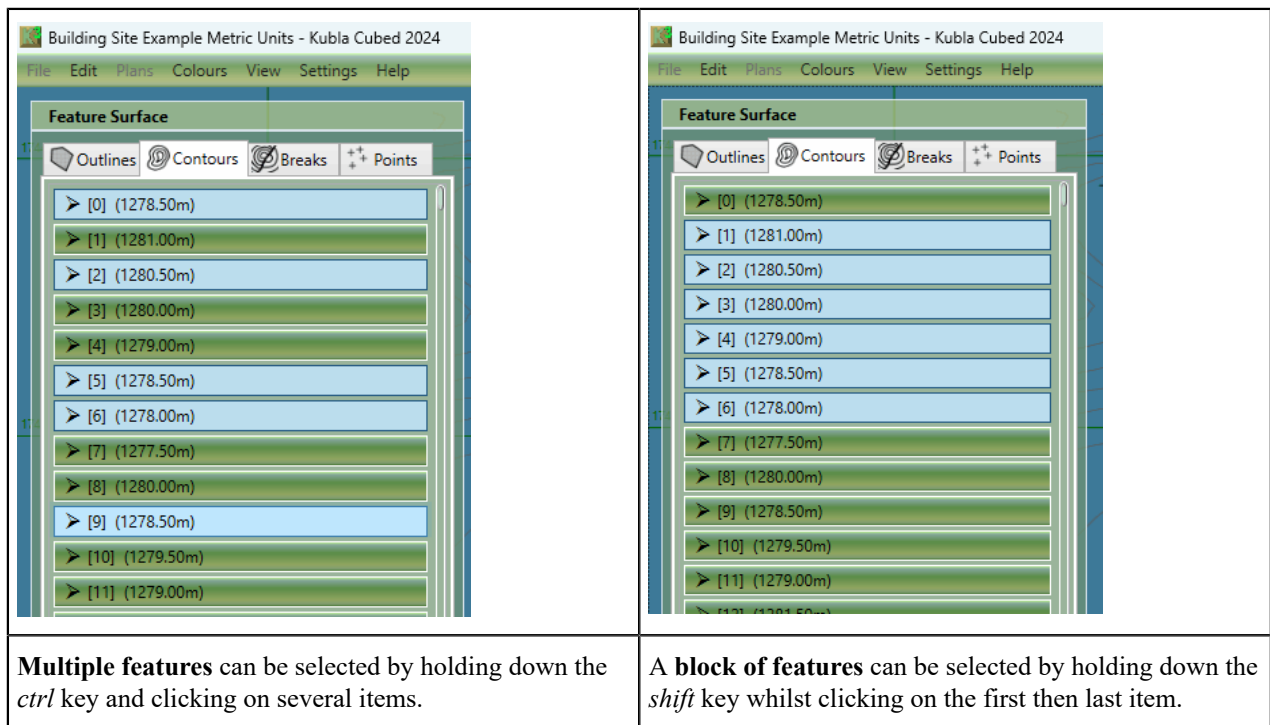 Building Site Example Metric Units - Kubla Cubed 2024
File Edit Plans Colours View Settings Help
Feature Surface
Outlines Contours Breaks Points
[0] (1278.50m)
[1] (1281.00m)
[2] (1280.50m)
[3] (1280.00m)
[4] (1279.00m)
[5] (1278.50m)
[6] (1278.00m)
[7] (1277.50m)
[8] (1280.00m)
[9] (1278.50m)
[10] (1279.50m)
[11] (1279.00m)
Multiple features can be selected by holding down the
ctrl key and clicking on several items.
Building Site Example Metric Units - Kubla Cubed 2024
File Edit Plans Colours View Settings Help
Feature Surface
Outlines Contours Breaks Points
[0] (1278.50m)
[1] (1281.00m)
[2] (1280.50m)
[3] (1280.00m)
[4] (1279.00m)
[5] (1278.50m)
[6] (1278.00m)
[7] (1277.50m)
[8] (1280.00m)
[9] (1278.50m)
[10] (1279.50m)
[11] (1279.00m)
[12] (1281.50m)
A block of features can be selected by holding down the
shift key whilst clicking on the first then last item.